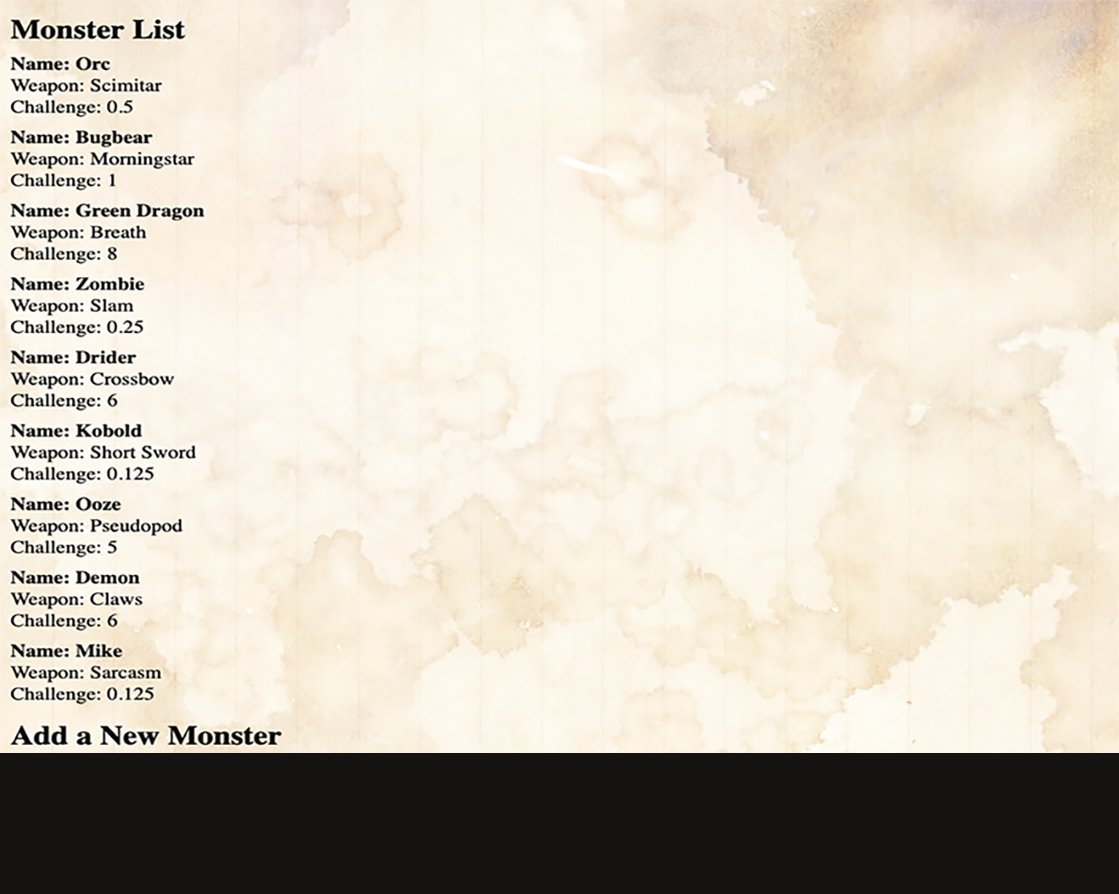 Monster List
Name: Orc
Weapon: Scimitar
Challenge: 0.5
Name: Bugbear
Weapon: Morningstar
Challenge: 1
Name: Green Dragon
Weapon: Breath
Challenge: 8
Name: Zombie
Weapon: Slam
Challenge: 0.25
Name: Drider
Weapon: Crossbow
Challenge: 6
Name: Kobold
Weapon: Short Sword
Challenge: 0.125
Name: Ooze
Weapon: Pseudopod
Challenge: 5
Name: Demon
Weapon: Claws
Challenge: 6
Name: Mike
Weapon: Sarcasm
Challenge: 0.125
Add a New Monster